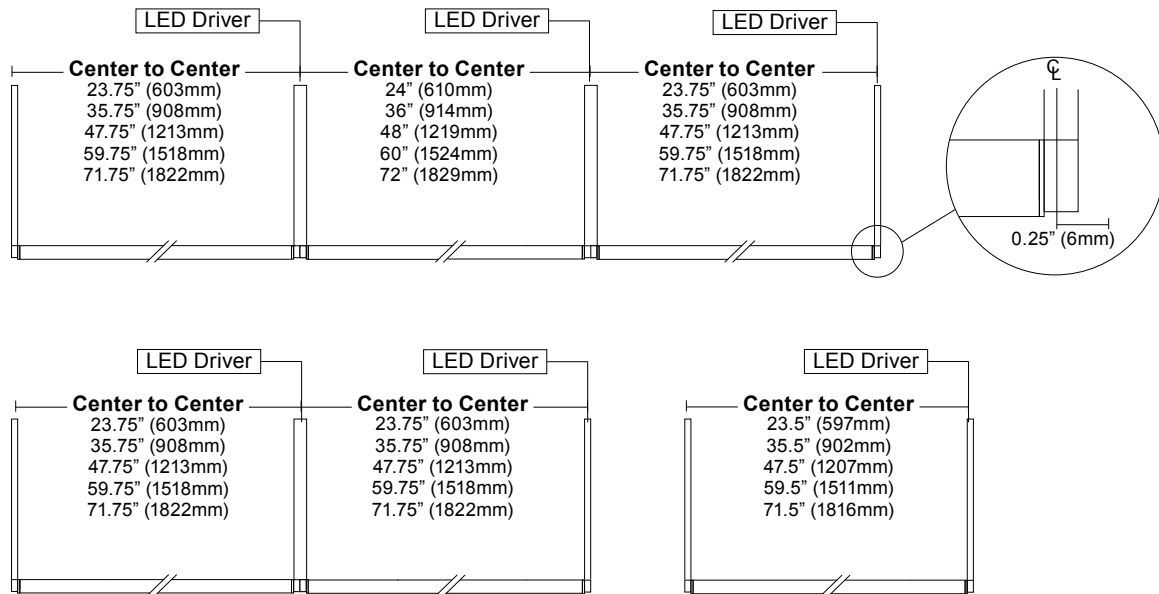 LED Driver
LED Driver
LED Driver
Center to Center
23.75” (603mm)
35.75” (908mm)
47.75” (1213mm)
59.75” (1518mm)
71.75” (1822mm)
Center to Center
24” (610mm)
36” (914mm)
48” (1219mm)
60” (1524mm)
72” (1829mm)
Center to Center
23.75” (603mm)
35.75” (908mm)
47.75” (1213mm)
59.75” (1518mm)
71.75” (1822mm)
℄
0.25” (6mm)
LED Driver
LED Driver
LED Driver
Center to Center
23.75” (603mm)
35.75” (908mm)
47.75” (1213mm)
59.75” (1518mm)
71.75” (1822mm)
Center to Center
23.75” (603mm)
35.75” (908mm)
47.75” (1213mm)
59.75” (1518mm)
71.75” (1822mm)
Center to Center
23.5” (597mm)
35.5” (902mm)
47.5” (1207mm)
59.5” (1511mm)
71.5” (1816mm)